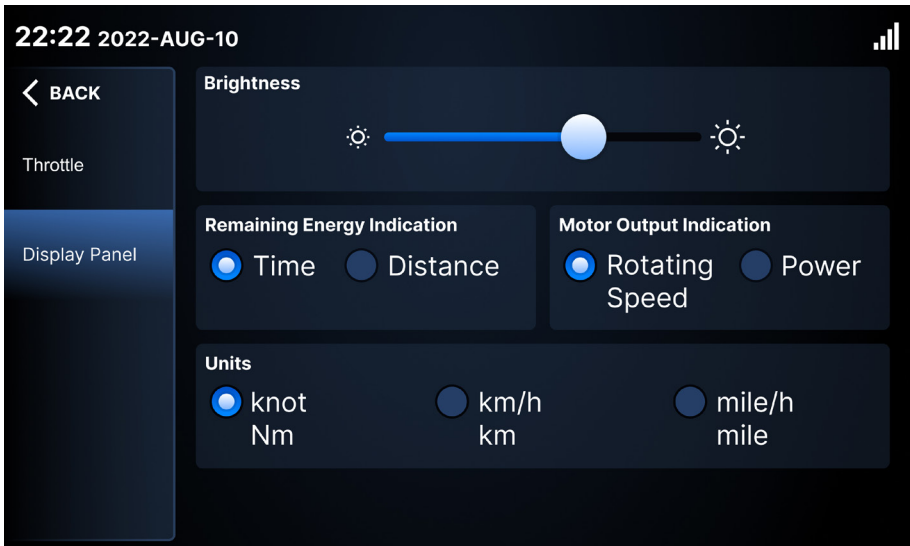 22:22 2022-AUG-10
BACK
Throttle
Display Panel
Brightness
Remaining Energy Indication
Time Distance
Motor Output Indication
Rotating Power
Speed
Units
knot km/h mile/h
Nm km mile